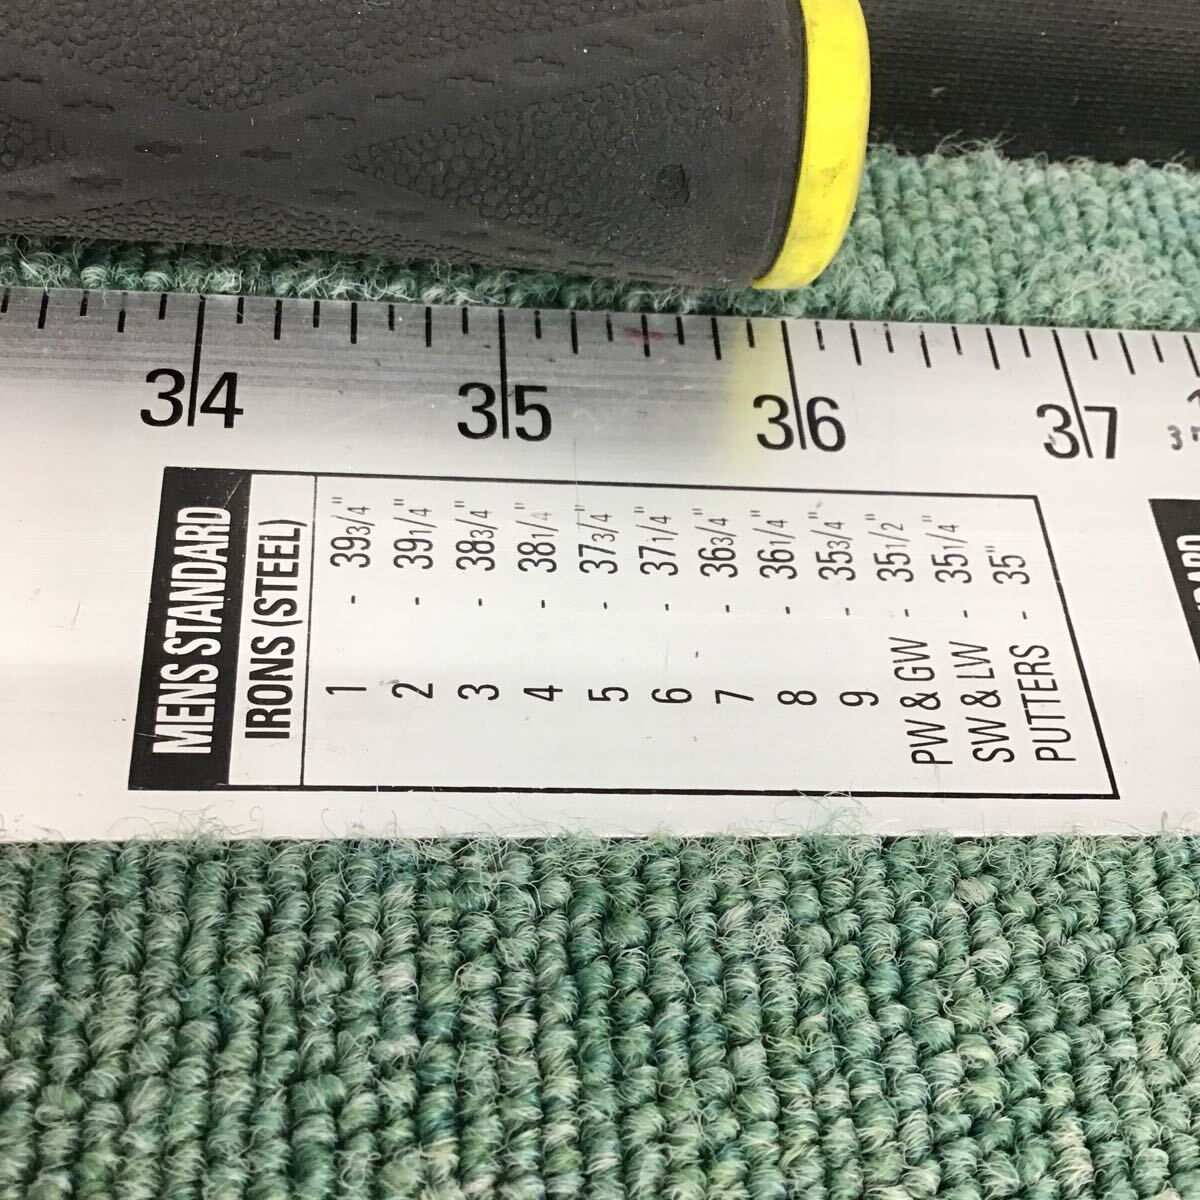 34 35 36 37
MENS STANDARD
IRONS (STEEL)
1 - 39 3/4"
2 - 39 1/4"
3 - 38 3/4"
4 - 38 1/4"
5 - 37 3/4"
6 - 37 1/4"
7 - 36 3/4"
8 - 36 1/4"
9 - 35 3/4"
PW & GW - 35 1/2"
SW & LW - 35 1/4"
PUTTERS - 35"